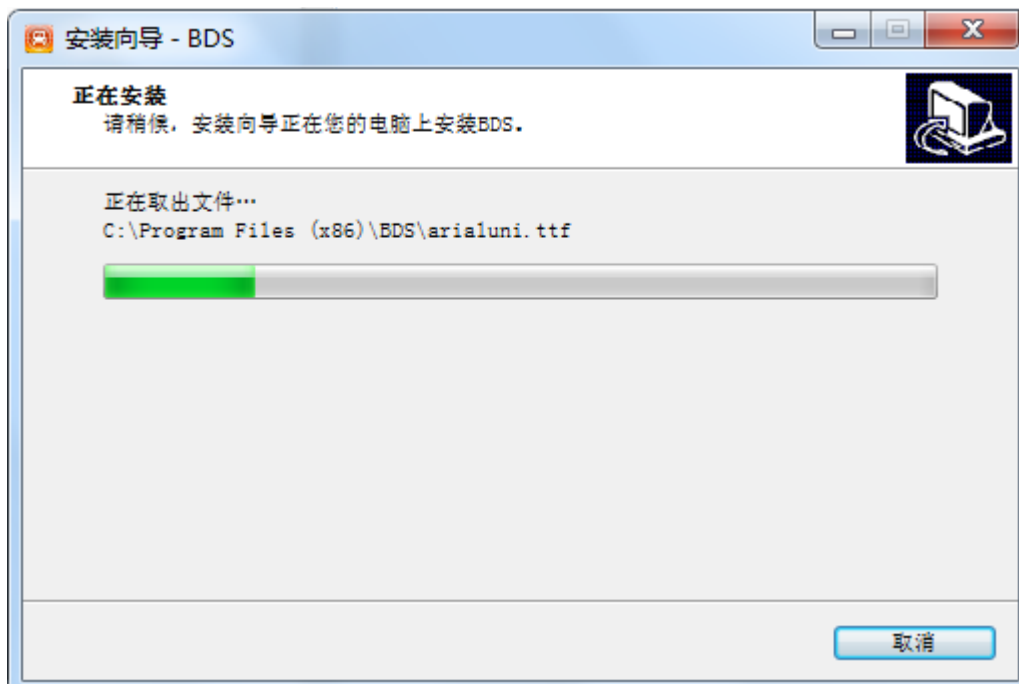 安装向导 - BDS
正在安装
请稍候，安装向导正在您的电脑上安装BDS。
正在取出文件…
C:\Program Files (x86)\BDS\arialuni.ttf
取消